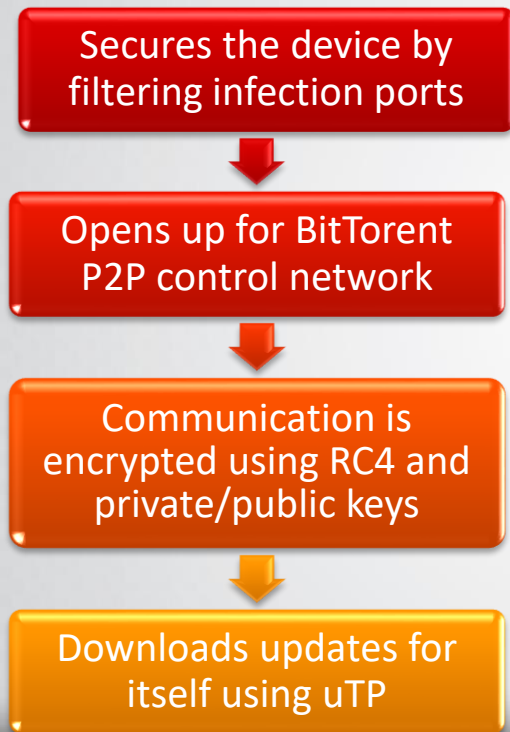 Secures the device by
filtering infection ports
Opens up for BitTorent
P2P control network
Communication is
encrypted using RC4 and
private/public keys
Downloads updates for
itself using uTP